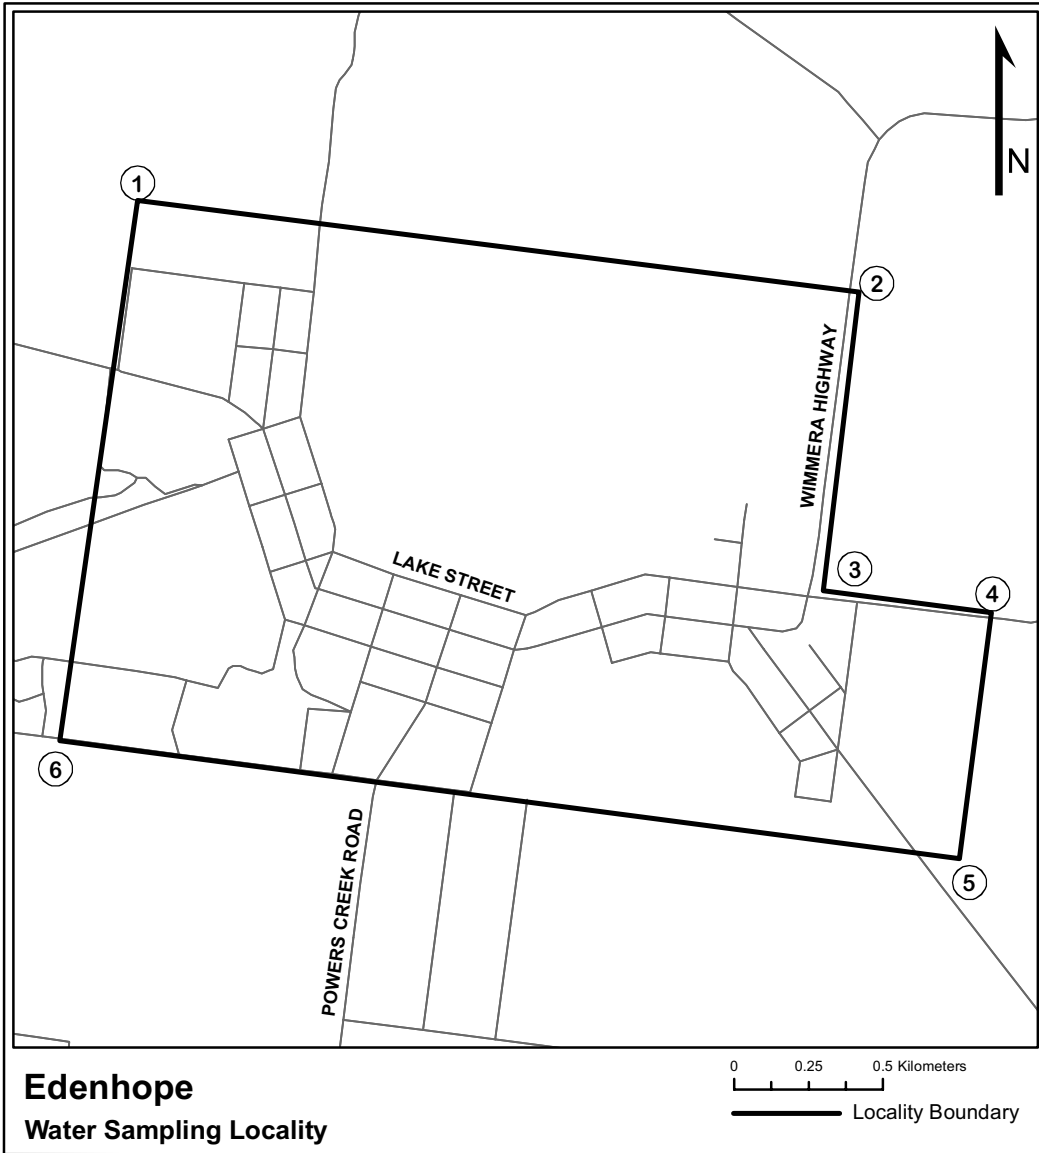 1
N
2
WIMMERA HIGHWAY
3
LAKE STREET
4
6
5
POWERS CREEK ROAD
Edenhope
Water Sampling Locality
0 0.25 0.5 Kilometers
Locality Boundary